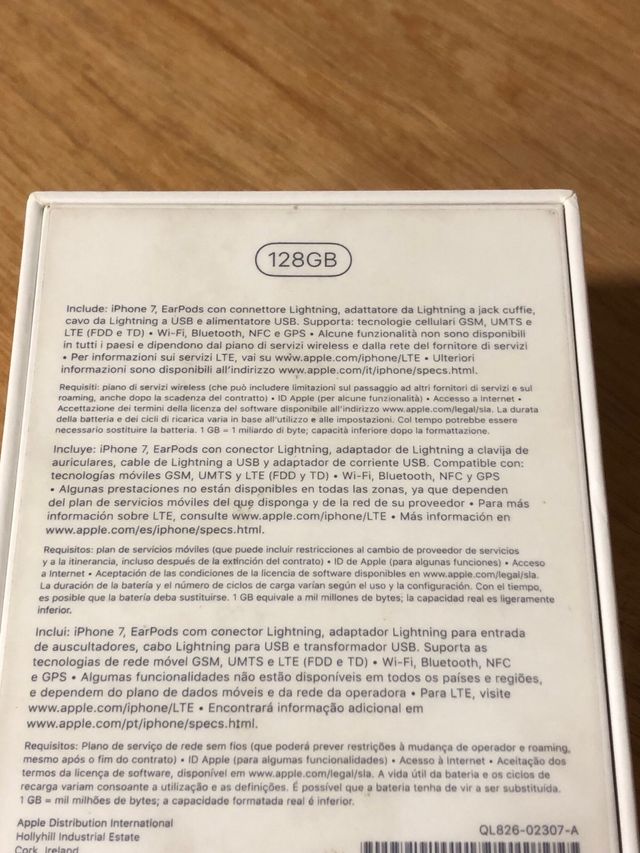 128GB
Include: iPhone 7, EarPods con connettore Lightning, adattatore da Lightning a jack cuffie,
cavo da Lightning a USB e alimentatore USB. Supporta: tecnologie cellulari GSM, UMTS e
LTE (FDD e TD) • Wi-Fi, Bluetooth, NFC e GPS • Alcune funzionalità non sono disponibili
in tutti i paesi e dipendono dal piano di servizi wireless e dalla rete del fornitore di servizi
• Per informazioni sui servizi LTE, vai su www.apple.com/iphone/LTE • Ulteriori
informazioni sono disponibili all'indirizzo www.apple.com/it/iphone/specs.html.
Requisiti: piano di servizi wireless (che può includere limitazioni sul passaggio ad altri fornitori di servizi e sul
roaming, anche dopo la scadenza del contratto) • ID Apple (per alcune funzionalità) • Accesso a Internet •
Accettazione dei termini della licenza del software disponibile all'indirizzo www.apple.com/legal/sla. La durata
della batteria e dei cicli di ricarica varia in base all'utilizzo e alle impostazioni. Col tempo potrebbe essere
necessario sostituire la batteria. 1 GB = 1 miliardo di byte; capacità inferiore dopo la formattazione.
Incluye: iPhone 7, EarPods con conector Lightning, adaptador de Lightning a clavija de
auriculares, cable de Lightning a USB y adaptador de corriente USB. Compatible con:
tecnologías móviles GSM, UMTS y LTE (FDD y TD) • Wi-Fi, Bluetooth, NFC y GPS
• Algunas prestaciones no están disponibles en todas las zonas, ya que dependen
del plan de servicios móviles del que disponga y de la red de su proveedor • Para más
información sobre LTE, consulte www.apple.com/iphone/LTE • Más información en
www.apple.com/es/iphone/specs.html.
Requisitos: plan de servicios móviles (que puede incluir restricciones al cambio de proveedor de servicios
y a la itinerancia, incluso después de la extinción del contrato) • ID de Apple (para algunas funciones) • Acceso
a Internet • Aceptación de las condiciones de la licencia de software disponibles en www.apple.com/legal/sla.
La duración de la batería y el número de ciclos de carga varían según el uso y la configuración. Con el tiempo,
es posible que la batería deba sustituirse. 1 GB equivale a mil millones de bytes; la capacidad real es ligeramente
inferior.
Inclui: iPhone 7, EarPods com conector Lightning, adaptador Lightning para entrada
de auscultadores, cabo Lightning para USB e transformador USB. Suporta as
tecnologias de rede móvel GSM, UMTS e LTE (FDD e TD) • Wi-Fi, Bluetooth, NFC
e GPS • Algumas funcionalidades não estão disponíveis em todos os países e regiões,
e dependem do plano de dados móveis e da rede da operadora • Para LTE, visite
www.apple.com/iphone/LTE • Encontrará informação adicional em
www.apple.com/pt/iphone/specs.html.
Requisitos: Plano de serviço de rede sem fios (que poderá prever restrições à mudança de operador e roaming,
mesmo após o fim do contrato) • ID Apple (para algumas funcionalidades) • Acesso à Internet • Aceitação dos
termos da licença de software, disponível em www.apple.com/legal/sla. A vida útil da bateria e os ciclos de
recarga variam consoante a utilização e as definições. É possível que a bateria tenha de vir a ser substituída.
1 GB = mil milhões de bytes; a capacidade formatada real é inferior.
Apple Distribution International
Hollyhill Industrial Estate
Cork, Ireland
QL826-02307-A